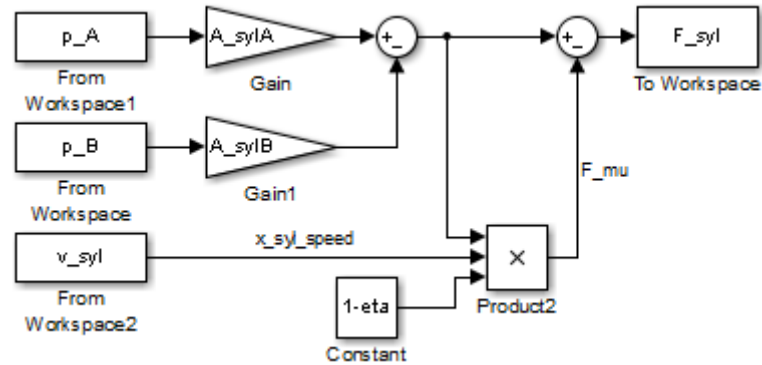 p_A
A_sylA
+
-
+
-
F_syl
From
Workspace1
Gain
To Workspace
p_B
A_sylB
From
Workspace
Gain1
F_mu
v_syl
x_syl_speed
×
From
Workspace2
1-eta
Product2
Constant